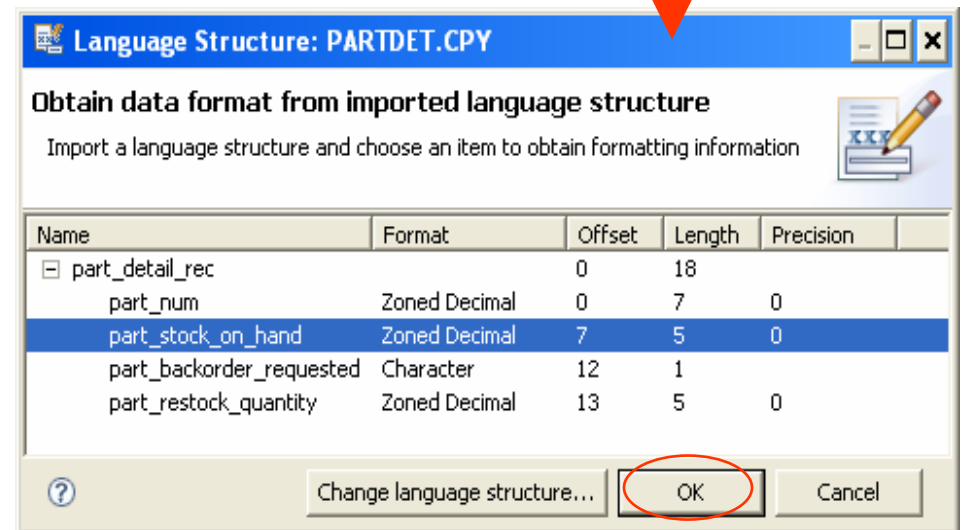 Language Structure: PARTDET.CPY
Obtain data format from imported language structure
Import a language structure and choose an item to obtain formatting information
XXX
Name Format Offset Length Precision
part_detail_rec 0 18
part_num Zoned Decimal 0 7 0
part_stock_on_hand Zoned Decimal 7 5 0
part_backorder_requested Character 12 1
part_restock_quantity Zoned Decimal 13 5 0
? Change language structure... OK Cancel